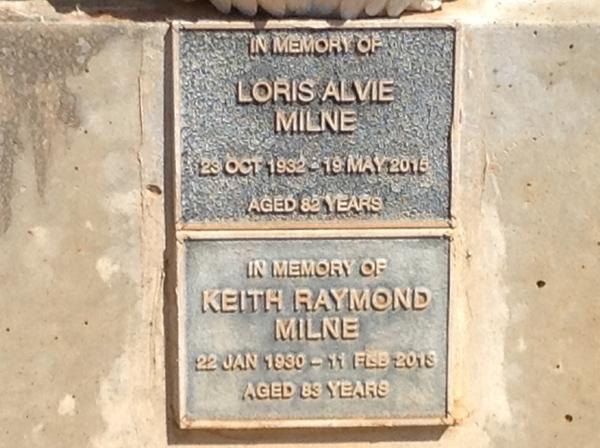 IN MEMORY OF
LORIS ALVIE
MILNE
23 OCT 1932 - 19 MAY 2015
AGED 82 YEARS
IN MEMORY OF
KEITH RAYMOND
MILNE
22 JAN 1930 - 11 FEB 2013
AGED 83 YEARS